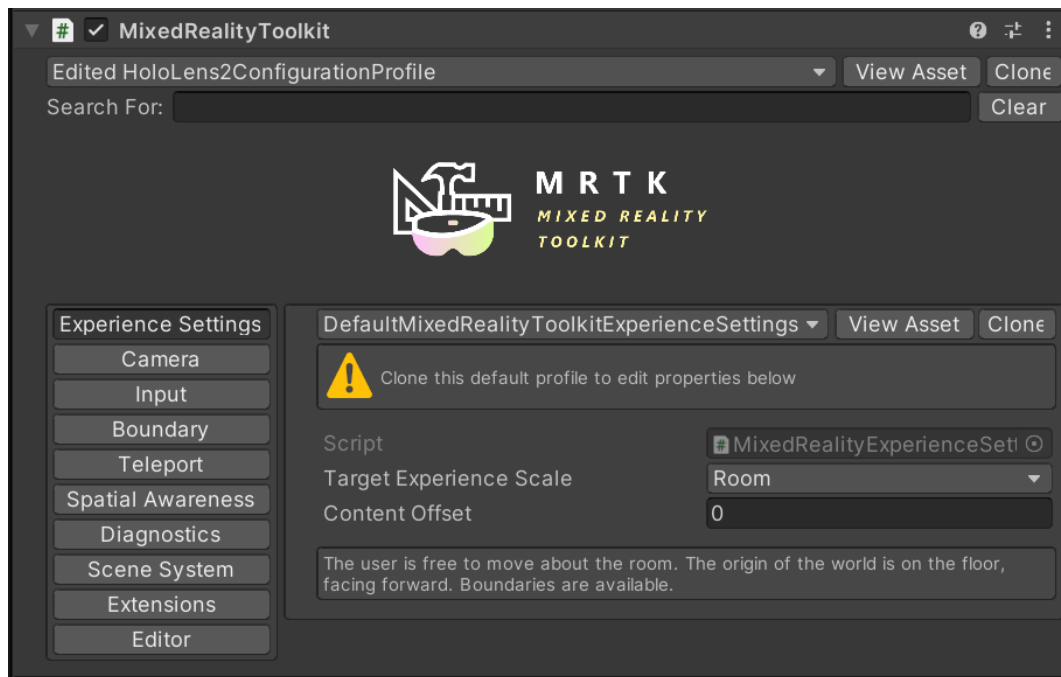 # MixedRealityToolkit
Edited HoloLens2ConfigurationProfile View Asset Clone
Search For: Clear
MRTK
MIXED REALITY
TOOLKIT
Experience Settings
Camera
Input
Boundary
Teleport
Spatial Awareness
Diagnostics
Scene System
Extensions
Editor
DefaultMixedRealityToolkitExperienceSettings View Asset Clone
Clone this default profile to edit properties below
Script # MixedRealityExperienceSett
Target Experience Scale Room
Content Offset 0
The user is free to move about the room. The origin of the world is on the floor,
facing forward. Boundaries are available.